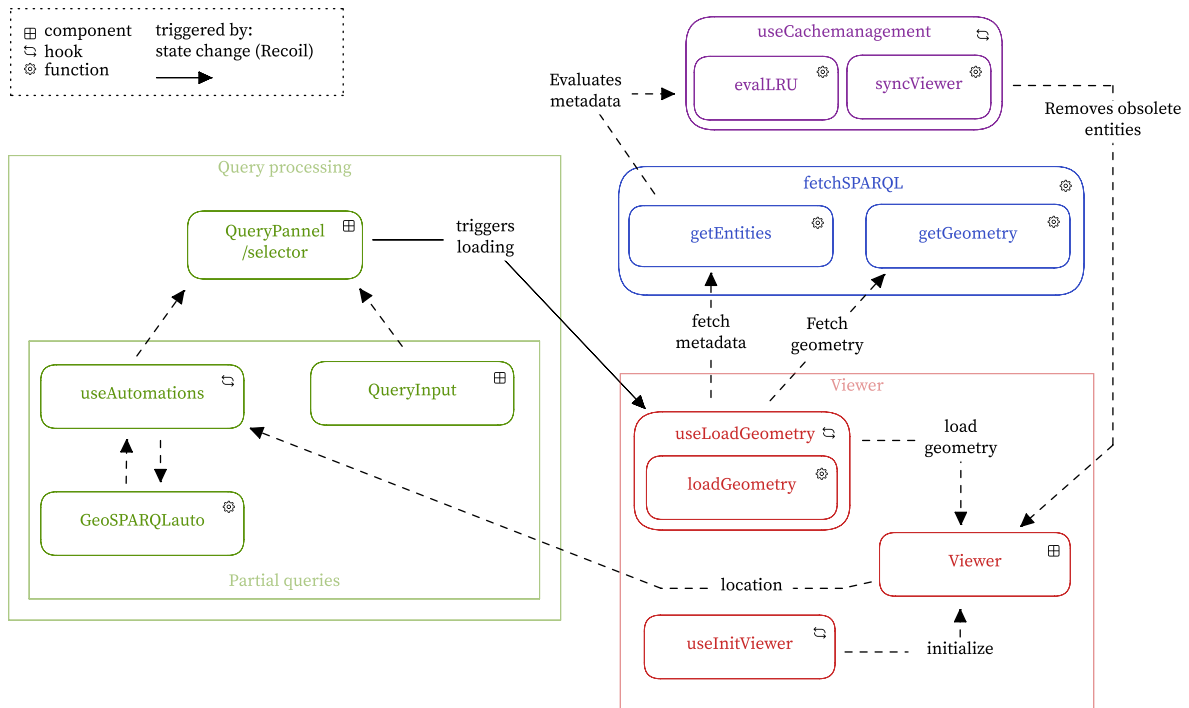 component
hook
function
triggered by:
state change (Recoil)
useCachemanagement
evalLRU
syncViewer
Evaluates
metadata
Removes obsolete
entities
Query processing
fetchSPARQL
getEntities
getGeometry
QueryPannel
/selector
triggers
loading
fetch
metadata
Fetch
geometry
useAutomations
QueryInput
Viewer
useLoadGeometry
loadGeometry
load
geometry
GeoSPARQLauto
Partial queries
Viewer
location
useInitViewer
initialize